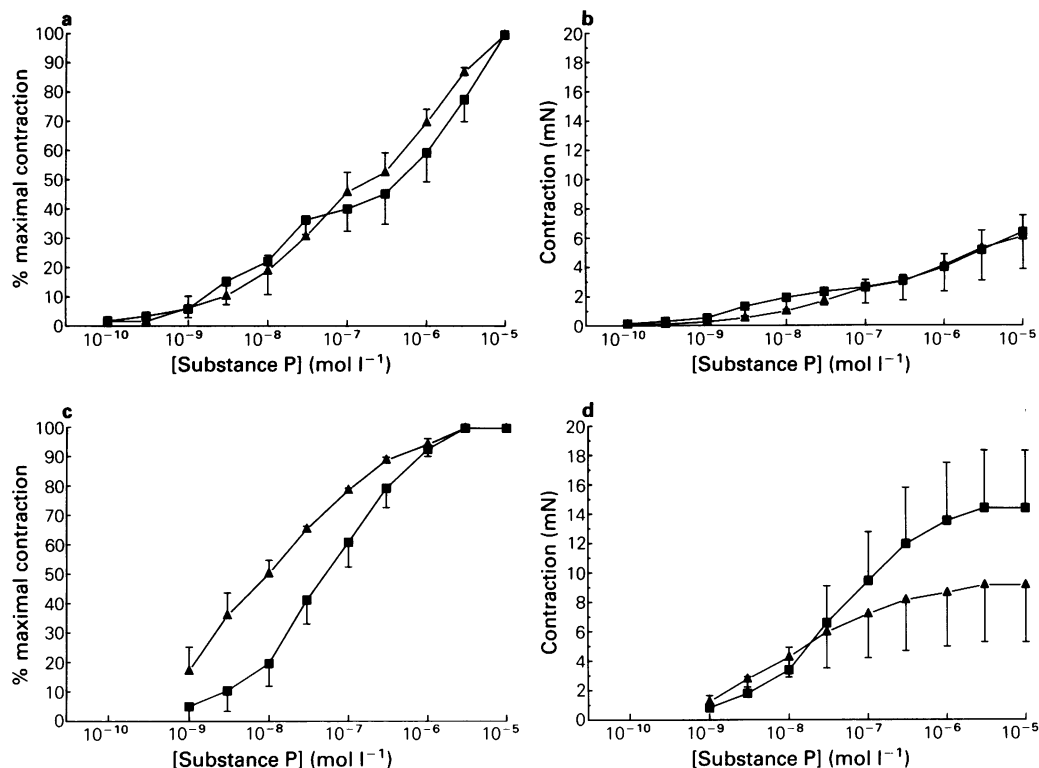 a
% maximal contraction
100
90
80
70
60
50
40
30
20
10
0
10⁻¹⁰ 10⁻⁹ 10⁻⁸ 10⁻⁷ 10⁻⁶ 10⁻⁵
[Substance P] (mol l⁻¹)
b
Contraction (mN)
20
18
16
14
12
10
8
6
4
2
0
10⁻¹⁰ 10⁻⁹ 10⁻⁸ 10⁻⁷ 10⁻⁶ 10⁻⁵
[Substance P] (mol l⁻¹)
c
% maximal contraction
100
90
80
70
60
50
40
30
20
10
0
10⁻¹⁰ 10⁻⁹ 10⁻⁸ 10⁻⁷ 10⁻⁶ 10⁻⁵
[Substance P] (mol l⁻¹)
d
Contraction (mN)
20
18
16
14
12
10
8
6
4
2
0
10⁻¹⁰ 10⁻⁹ 10⁻⁸ 10⁻⁷ 10⁻⁶ 10⁻⁵
[Substance P] (mol l⁻¹)